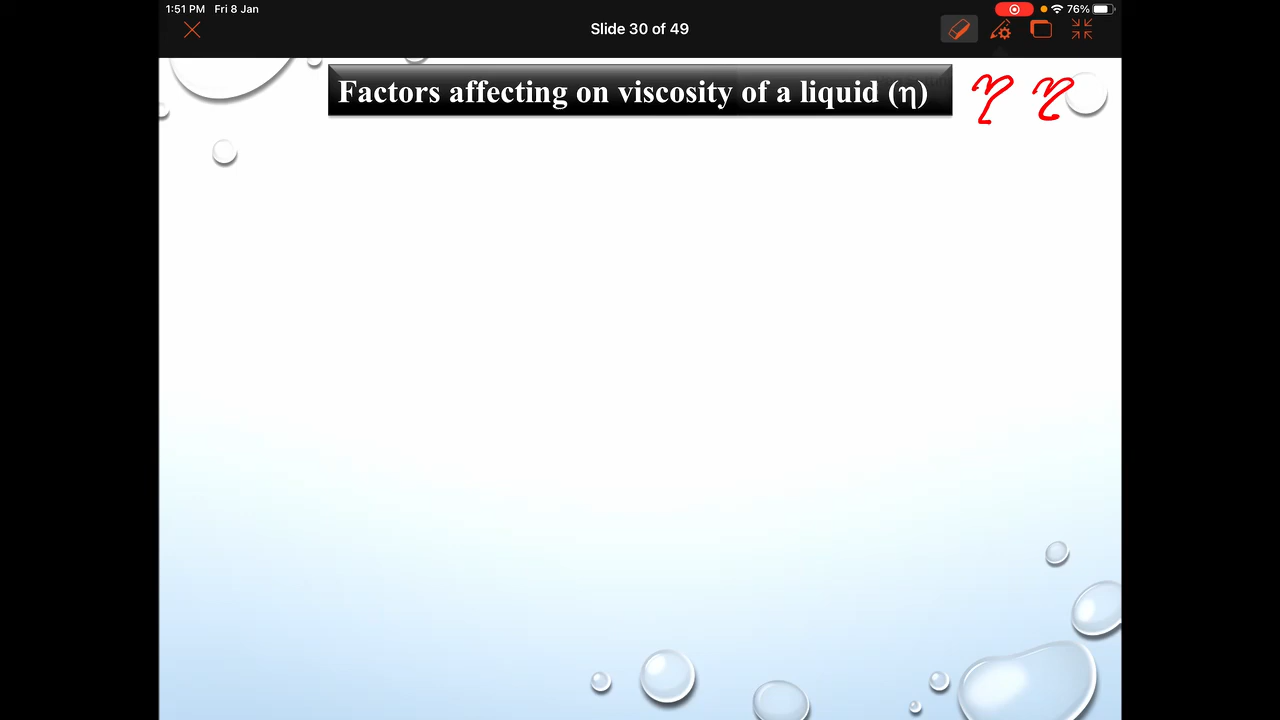 1:51 PM Fri 8 Jan 76%
Slide 30 of 49
Factors affecting on viscosity of a liquid (η) η η